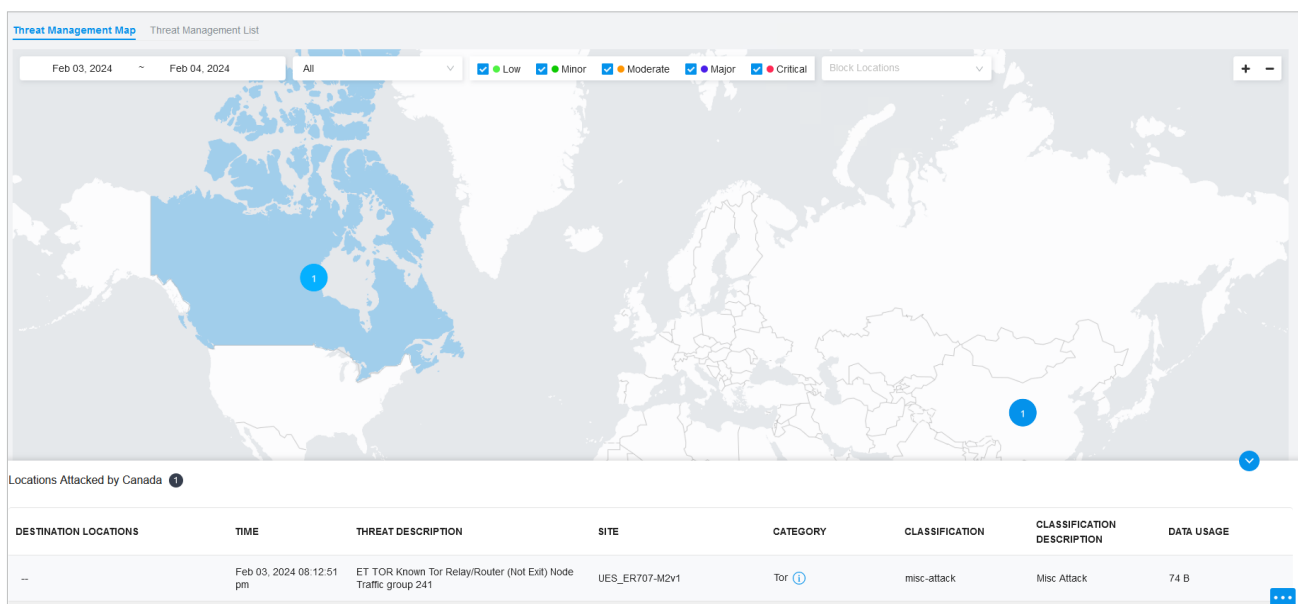 Threat Management Map Threat Management List
Feb 03, 2024 ~ Feb 04, 2024 All Low Minor Moderate Major Critical Block Locations + −
1
1
Locations Attacked by Canada 1
DESTINATION LOCATIONS TIME THREAT DESCRIPTION SITE CATEGORY CLASSIFICATION CLASSIFICATION DATA USAGE
DESCRIPTION
-- Feb 03, 2024 08:12:51 ET TOR Known Tor Relay/Router (Not Exit) Node UES_ER707-M2v1 Tor misc-attack Misc Attack 74 B
pm Traffic group 241